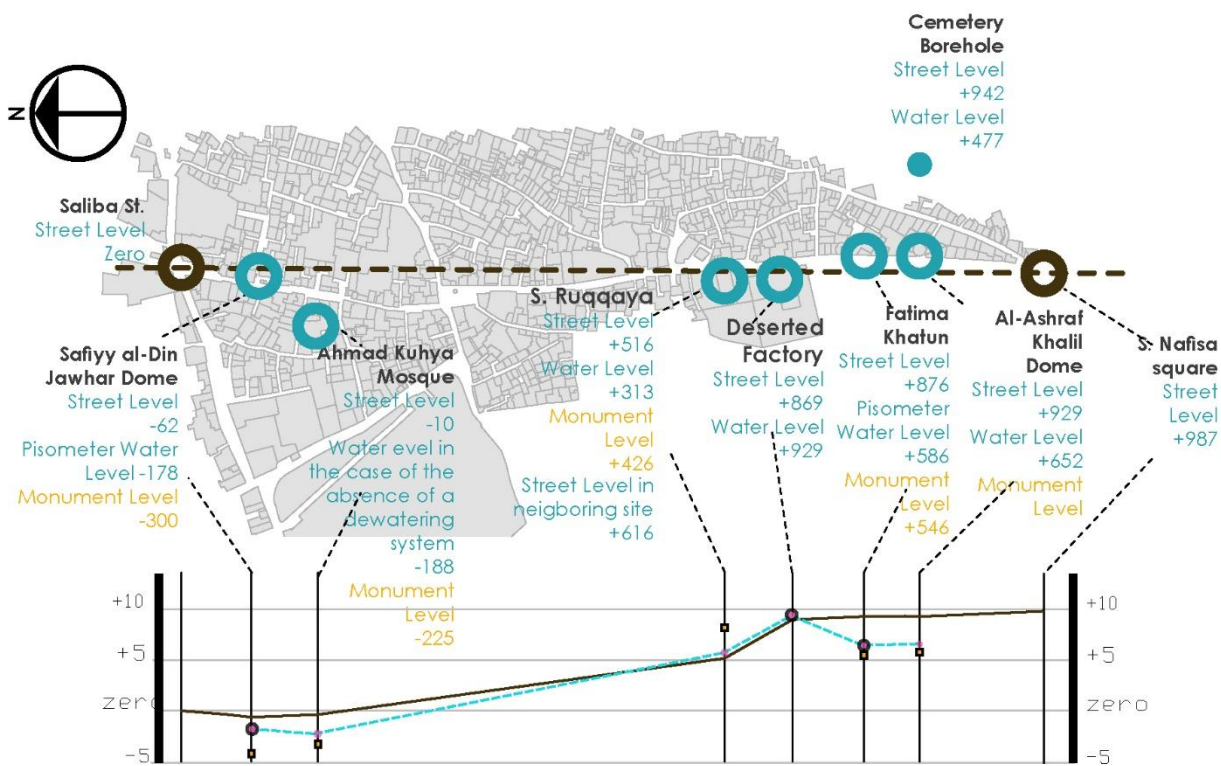 Cemetery
Borehole
Street Level
+942
Water Level
+477
N
Saliba St.
Street Level
Zero
Safiyy al-Din
Jawhar Dome
Street Level
-62
Pisometer Water
Level -178
Monument Level
-300
Ahmad Kuhya
Mosque
Street Level
-10
Water evel in
the case of the
absence of a
dewatering
system
-188
Monument
Level
-225
S. Ruqqaya
Street Level
+516
Water Level
+313
Monument
Level
+426
Street Level in
neigboring site
+616
Deserted
Factory
Street Level
+869
Water Level
+929
Fatima
Khatun
Street Level
+876
Pisometer
Water Level
+586
Monument
Level
+546
Al-Ashraf
Khalil
Dome
Street Level
+929
Water Level
+652
Monument
Level
S. Nafisa
square
Street
Level
+987
+10
+5
zero
-5
+10
+5
zero
-5